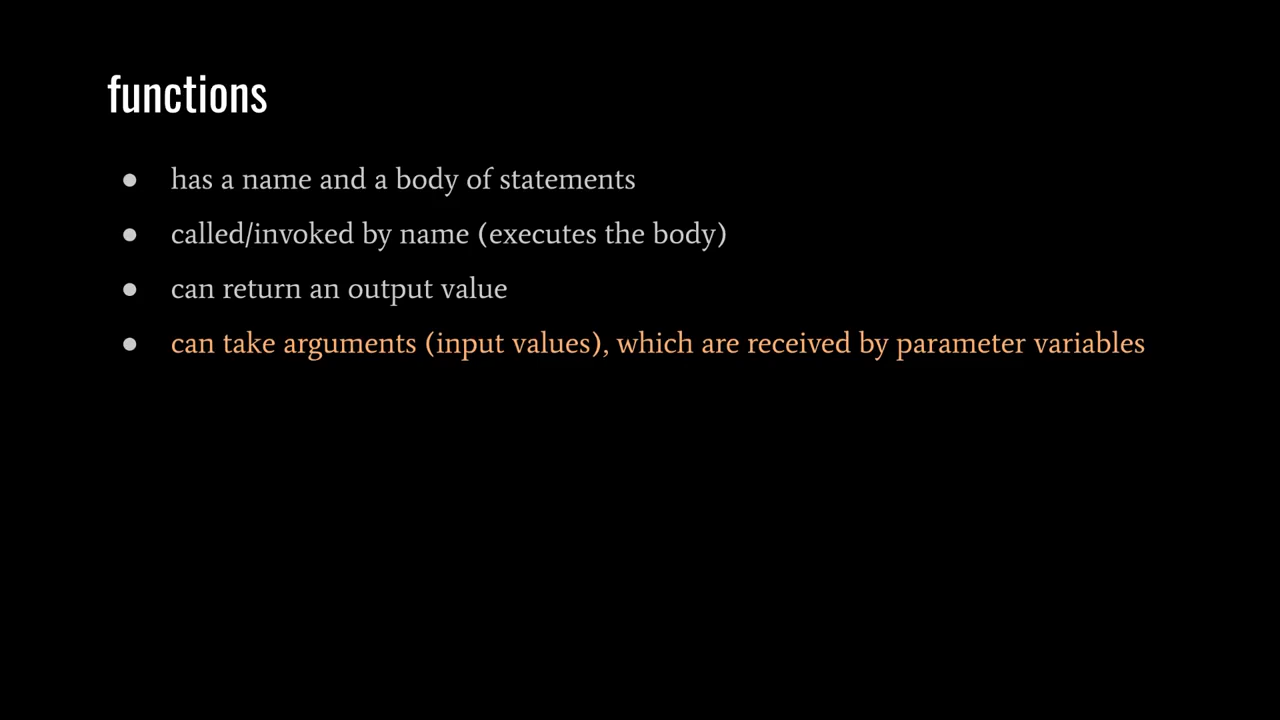 functions
● has a name and a body of statements
● called/invoked by name (executes the body)
● can return an output value
● can take arguments (input values), which are received by parameter variables